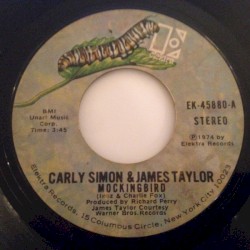 BMI
Unart Music
Corp.
Time: 3:45
EK-45880-A
STEREO
℗ 1974 by
Elektra Records
CARLY SIMON & JAMES TAYLOR
MOCKINGBIRD
(Inez & Charlie Fox)
Produced by Richard Perry
James Taylor Courtesy
Warner Bros. Records
Elektra Records, 15 Columbus Circle, New York City 10023